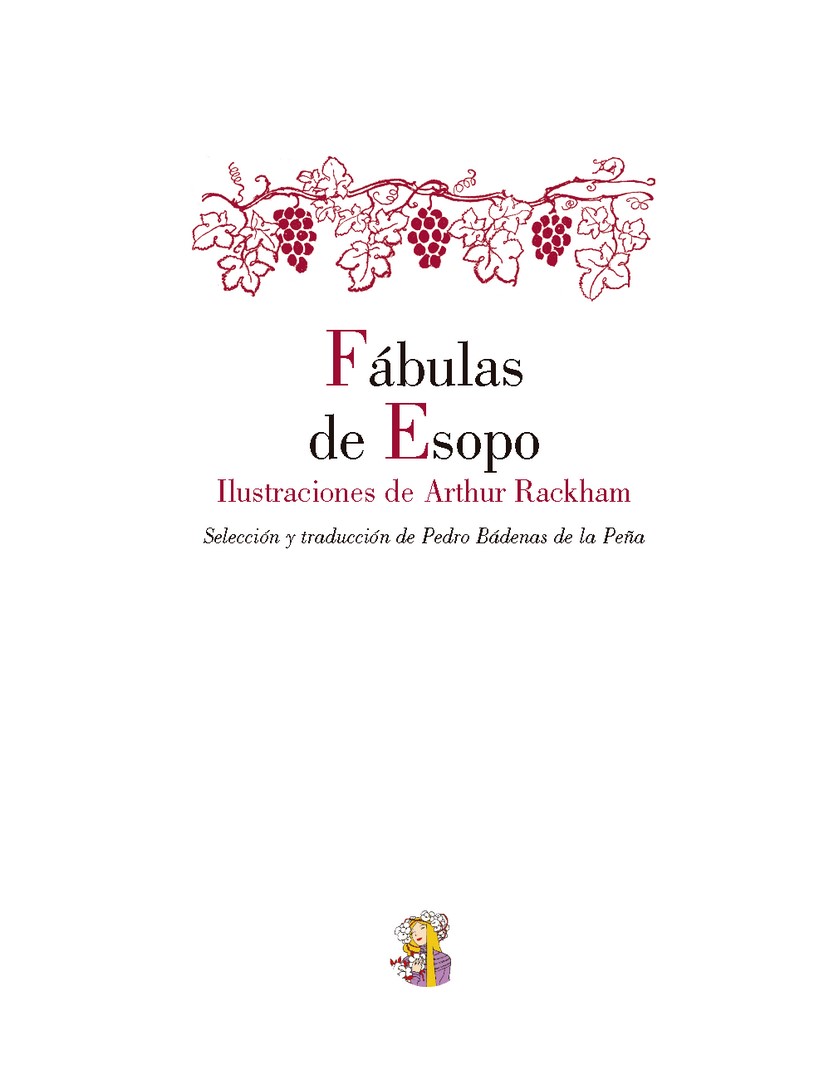 Fábulas
de Esopo
Ilustraciones de Arthur Rackham
Selección y traducción de Pedro Bádenas de la Peña